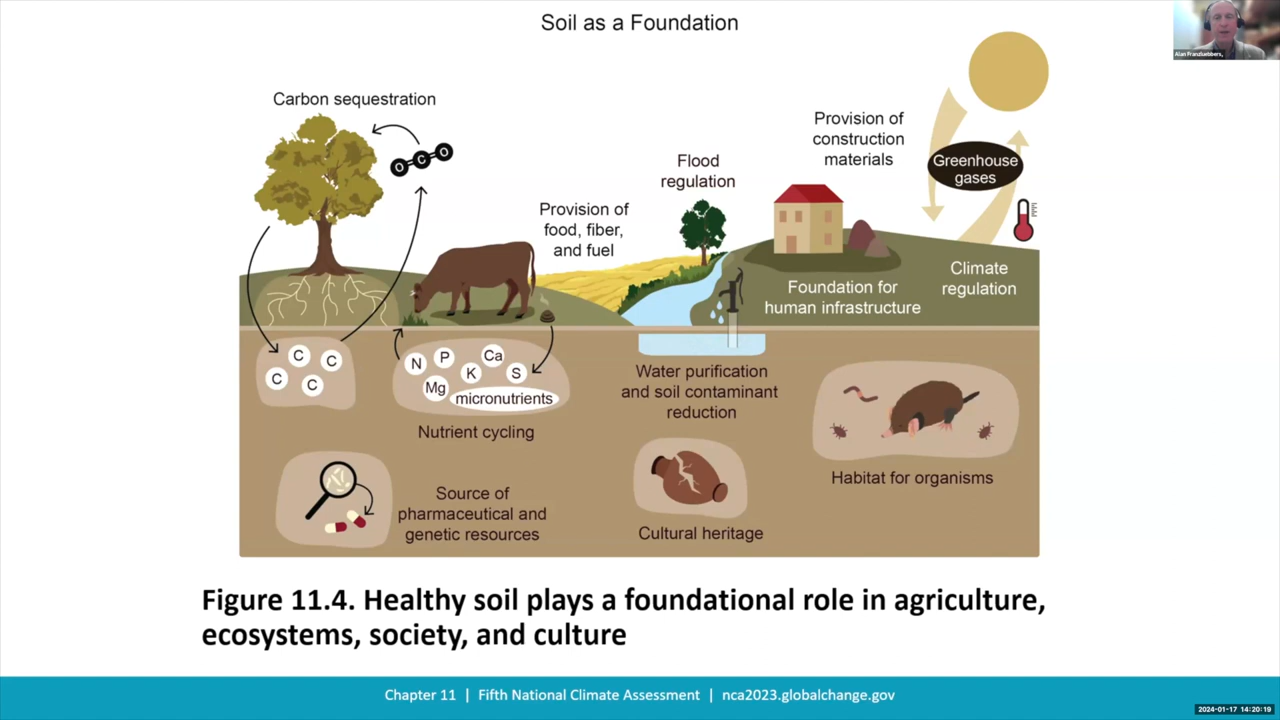 Soil as a Foundation
Alan Franzluebbers,
Carbon sequestration
O C O
Provision of
food, fiber,
and fuel
Flood
regulation
Provision of
construction
materials
Greenhouse
gases
Climate
regulation
Foundation for
human infrastructure
C C C
C
N P Ca
Mg K S
micronutrients
Nutrient cycling
Water purification
and soil contaminant
reduction
Habitat for organisms
Source of
pharmaceutical and
genetic resources
Cultural heritage
Figure 11.4. Healthy soil plays a foundational role in agriculture,
ecosystems, society, and culture
Chapter 11 | Fifth National Climate Assessment | nca2023.globalchange.gov
2024-01-17 14:20:19